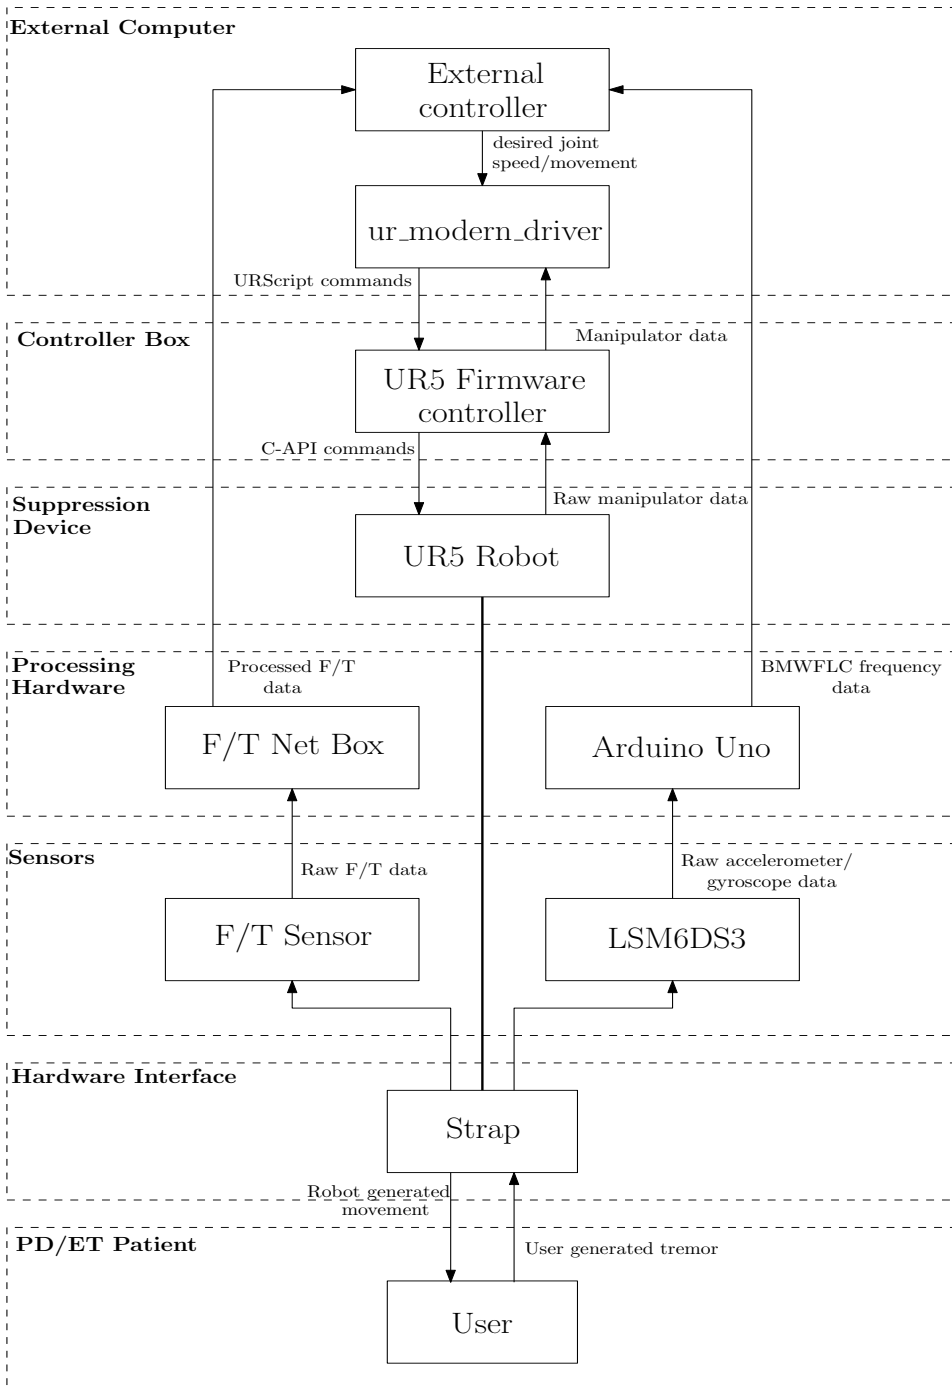 External Computer
External
controller
desired joint
speed/movement
ur_modern_driver
URScript commands
Controller Box
Manipulator data
UR5 Firmware
controller
C-API commands
Suppression
Device
Raw manipulator data
UR5 Robot
Processing
Hardware
Processed F/T
data
BMWFLC frequency
data
F/T Net Box
Arduino Uno
Sensors
Raw F/T data
Raw accelerometer/
gyroscope data
F/T Sensor
LSM6DS3
Hardware Interface
Strap
Robot generated
movement
PD/ET Patient
User generated tremor
User